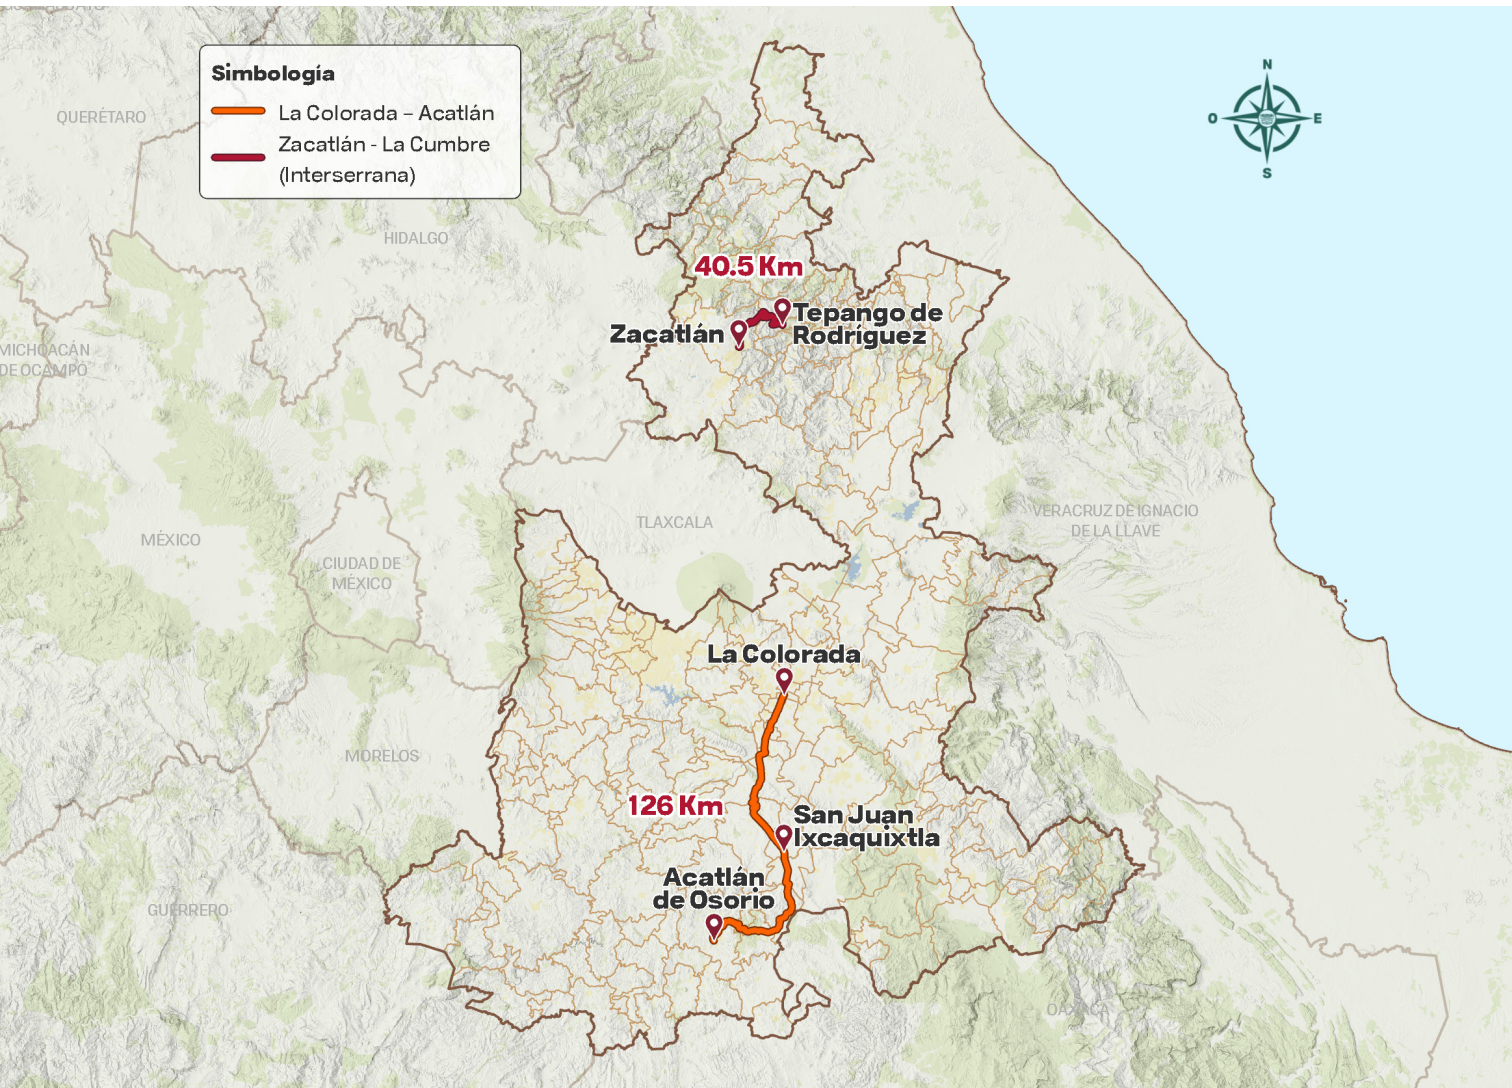 Simbología
La Colorada – Acatlán
Zacatlán - La Cumbre
(Interserrana)
N
O
E
S
QUERÉTARO
HIDALGO
40.5 Km
Tepango de
Rodríguez
Zacatlán
MICHOACÁN
DE OCAMPO
TLAXCALA
VERACRUZ DE IGNACIO
DE LA LLAVE
MÉXICO
CIUDAD DE
MÉXICO
La Colorada
MORELOS
126 Km
San Juan
Ixcaquixtla
Acatlán
de Osorio
GUERRERO
OAXACA